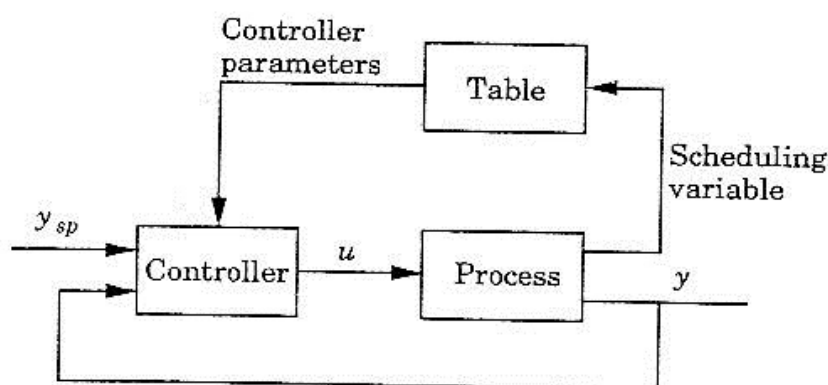 Controller
parameters
Table
Scheduling
variable
y sp
Controller
u
Process
y